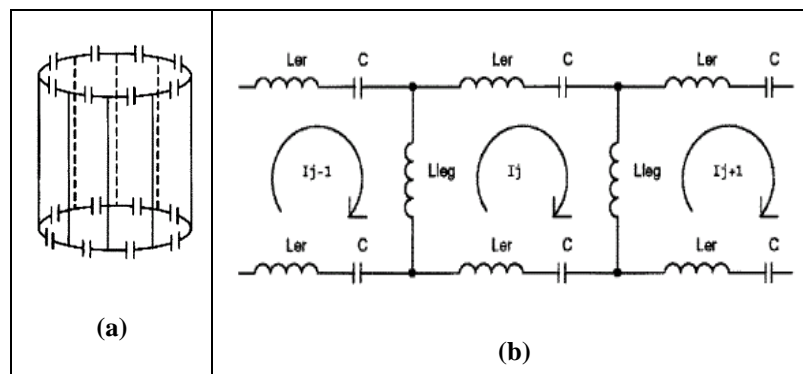 Ler C Ler C Ler C
Ij-1 Lleg Ij Lleg Ij+1
Ler C Ler C Ler C
(a)
(b)